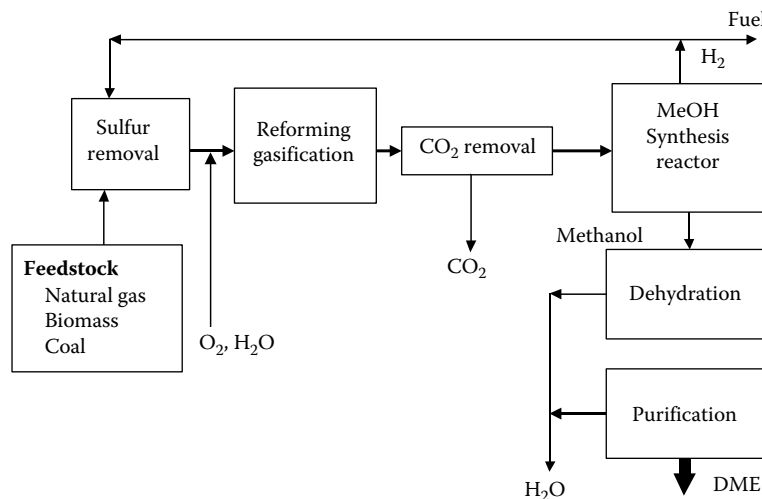 Fuel
H₂
Sulfur
removal
Reforming
gasification
CO₂ removal
MeOH
Synthesis
reactor
Feedstock
Natural gas
Biomass
Coal
O₂, H₂O
CO₂
Methanol
Dehydration
Purification
H₂O
DME